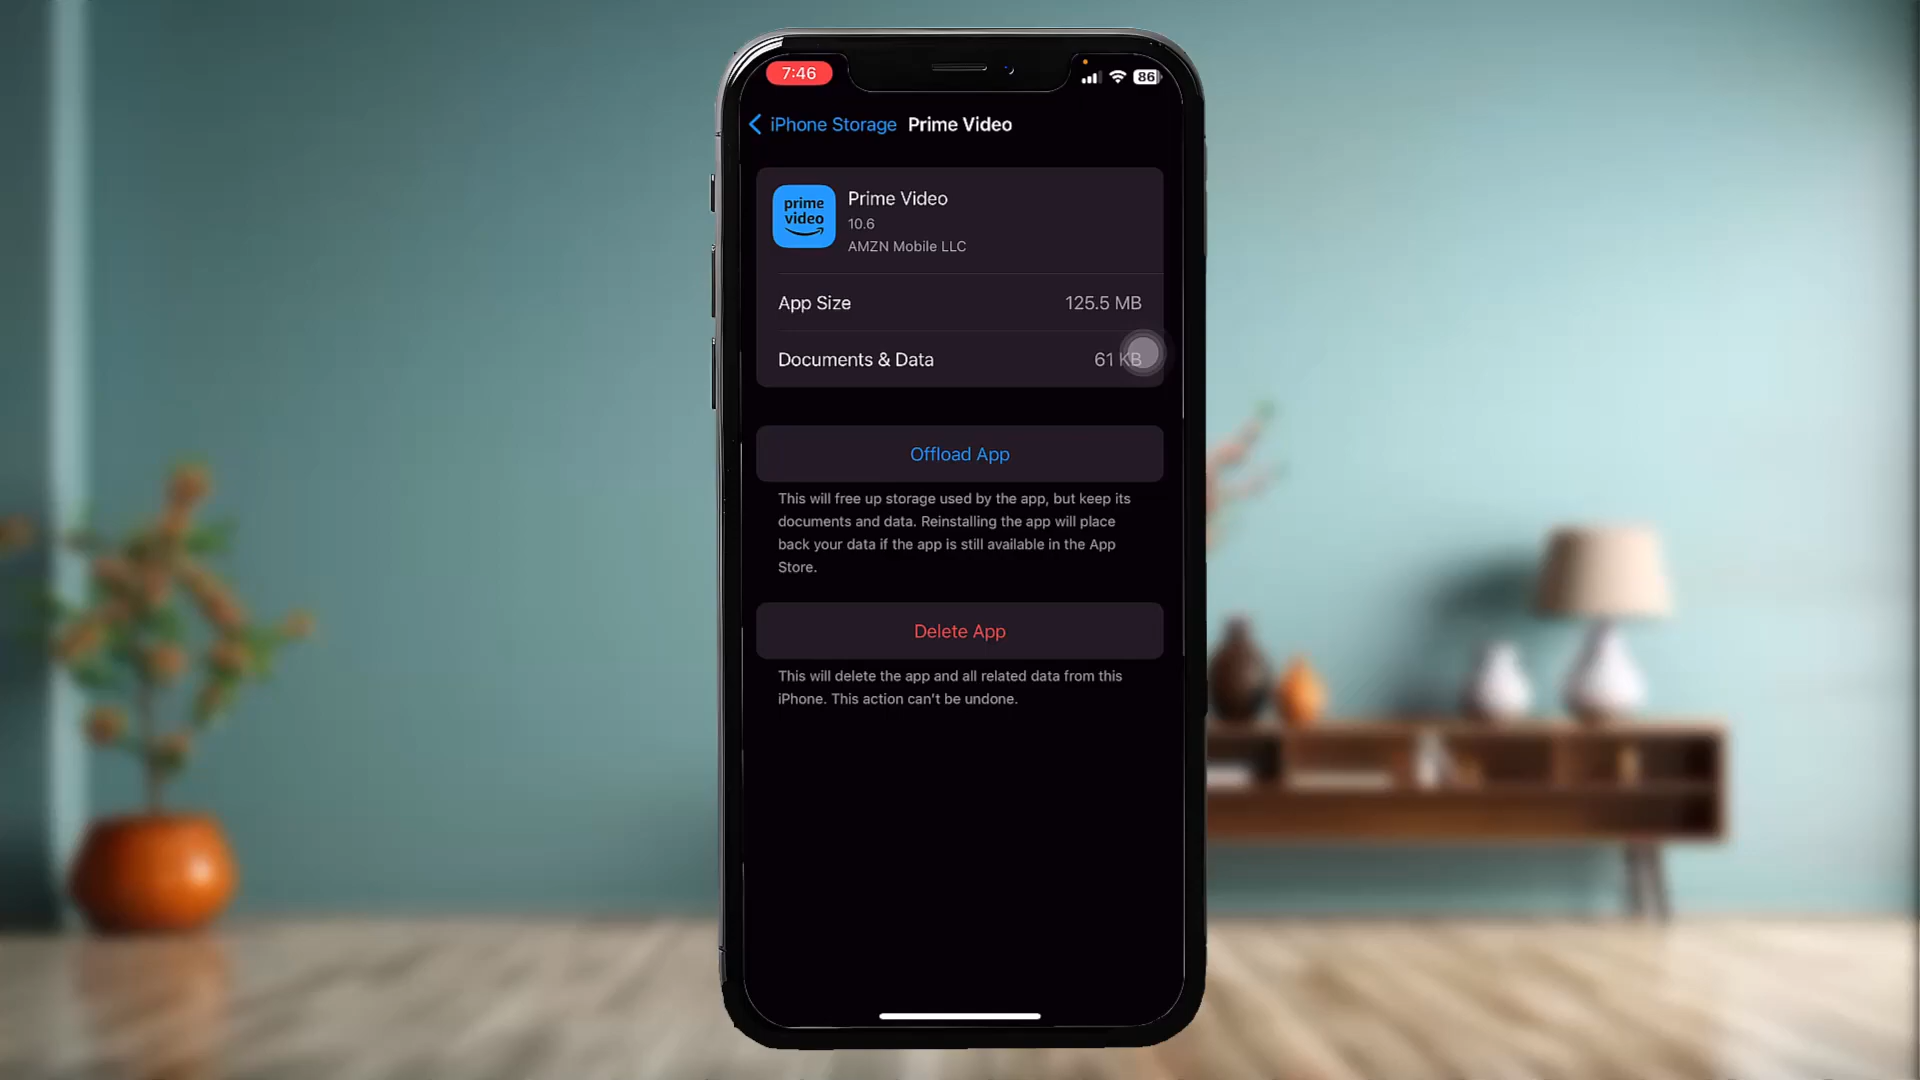 7:46
86
iPhone Storage Prime Video
prime
video
Prime Video
10.6
AMZN Mobile LLC
App Size 125.5 MB
Documents & Data 61 KB
Offload App
This will free up storage used by the app, but keep its
documents and data. Reinstalling the app will place
back your data if the app is still available in the App
Store.
Delete App
This will delete the app and all related data from this
iPhone. This action can't be undone.